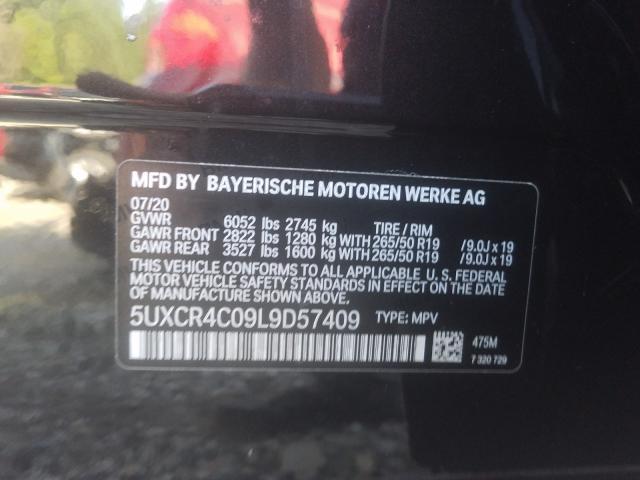 MFD BY BAYERISCHE MOTOREN WERKE AG
07/20
GVWR 6052 lbs 2745 kg TIRE / RIM
GAWR FRONT 2822 lbs 1280 kg WITH 265/50 R19 /9.0J x 19
GAWR REAR 3527 lbs 1600 kg WITH 265/50 R19 /9.0J x 19
THIS VEHICLE CONFORMS TO ALL APPLICABLE U. S. FEDERAL
MOTOR VEHICLE SAFETY STANDARDS IN EFFECT ON THE
DATE OF MANUFACTURE SHOWN ABOVE.
5UXCR4C09L9D57409 TYPE: MPV
475M
7 320 729